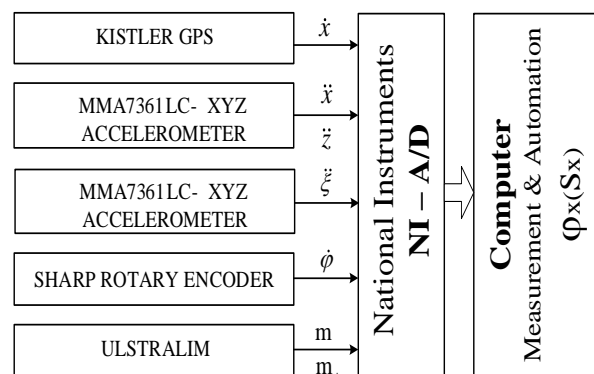 KISTLER GPS
ẋ
MMA7361LC- XYZ
ACCELEROMETER
ẍ
z̈
MMA7361LC- XYZ
ACCELEROMETER
ξ̈
SHARP ROTARY ENCODER
φ̇
ULSTRALIM
m
m
National Instruments
NI – A/D
Computer
Measurement & Automation
φx(Sx)